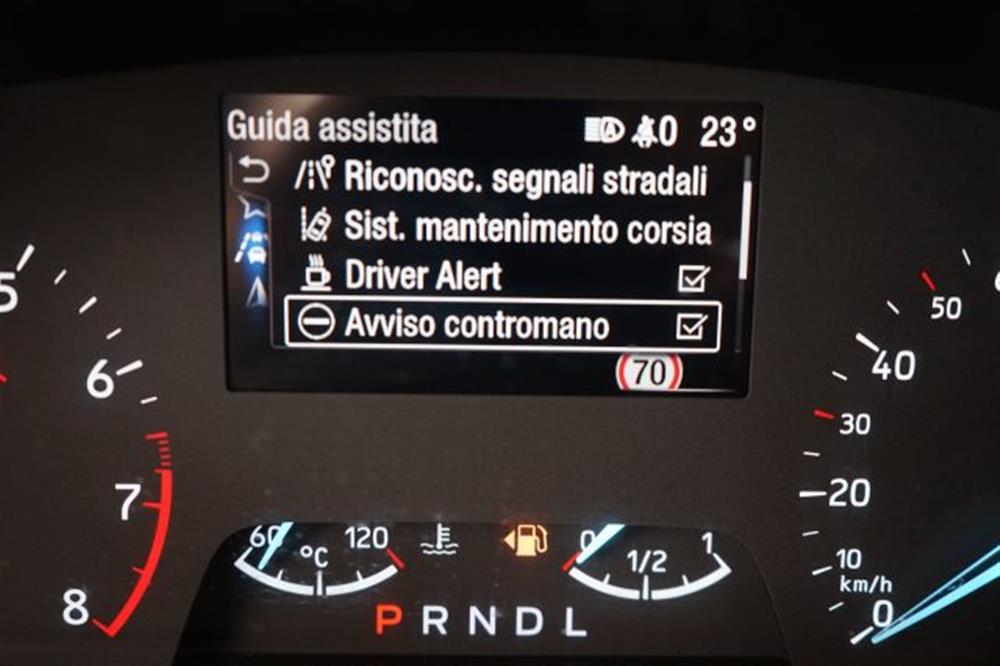 Guida assistita 0 23°
Riconosc. segnali stradali
Sist. mantenimento corsia
Driver Alert
Avviso contromano
70
5
6
7
8
50
40
30
20
10
km/h
0
60 120
°C
0 1/2 1
P R N D L